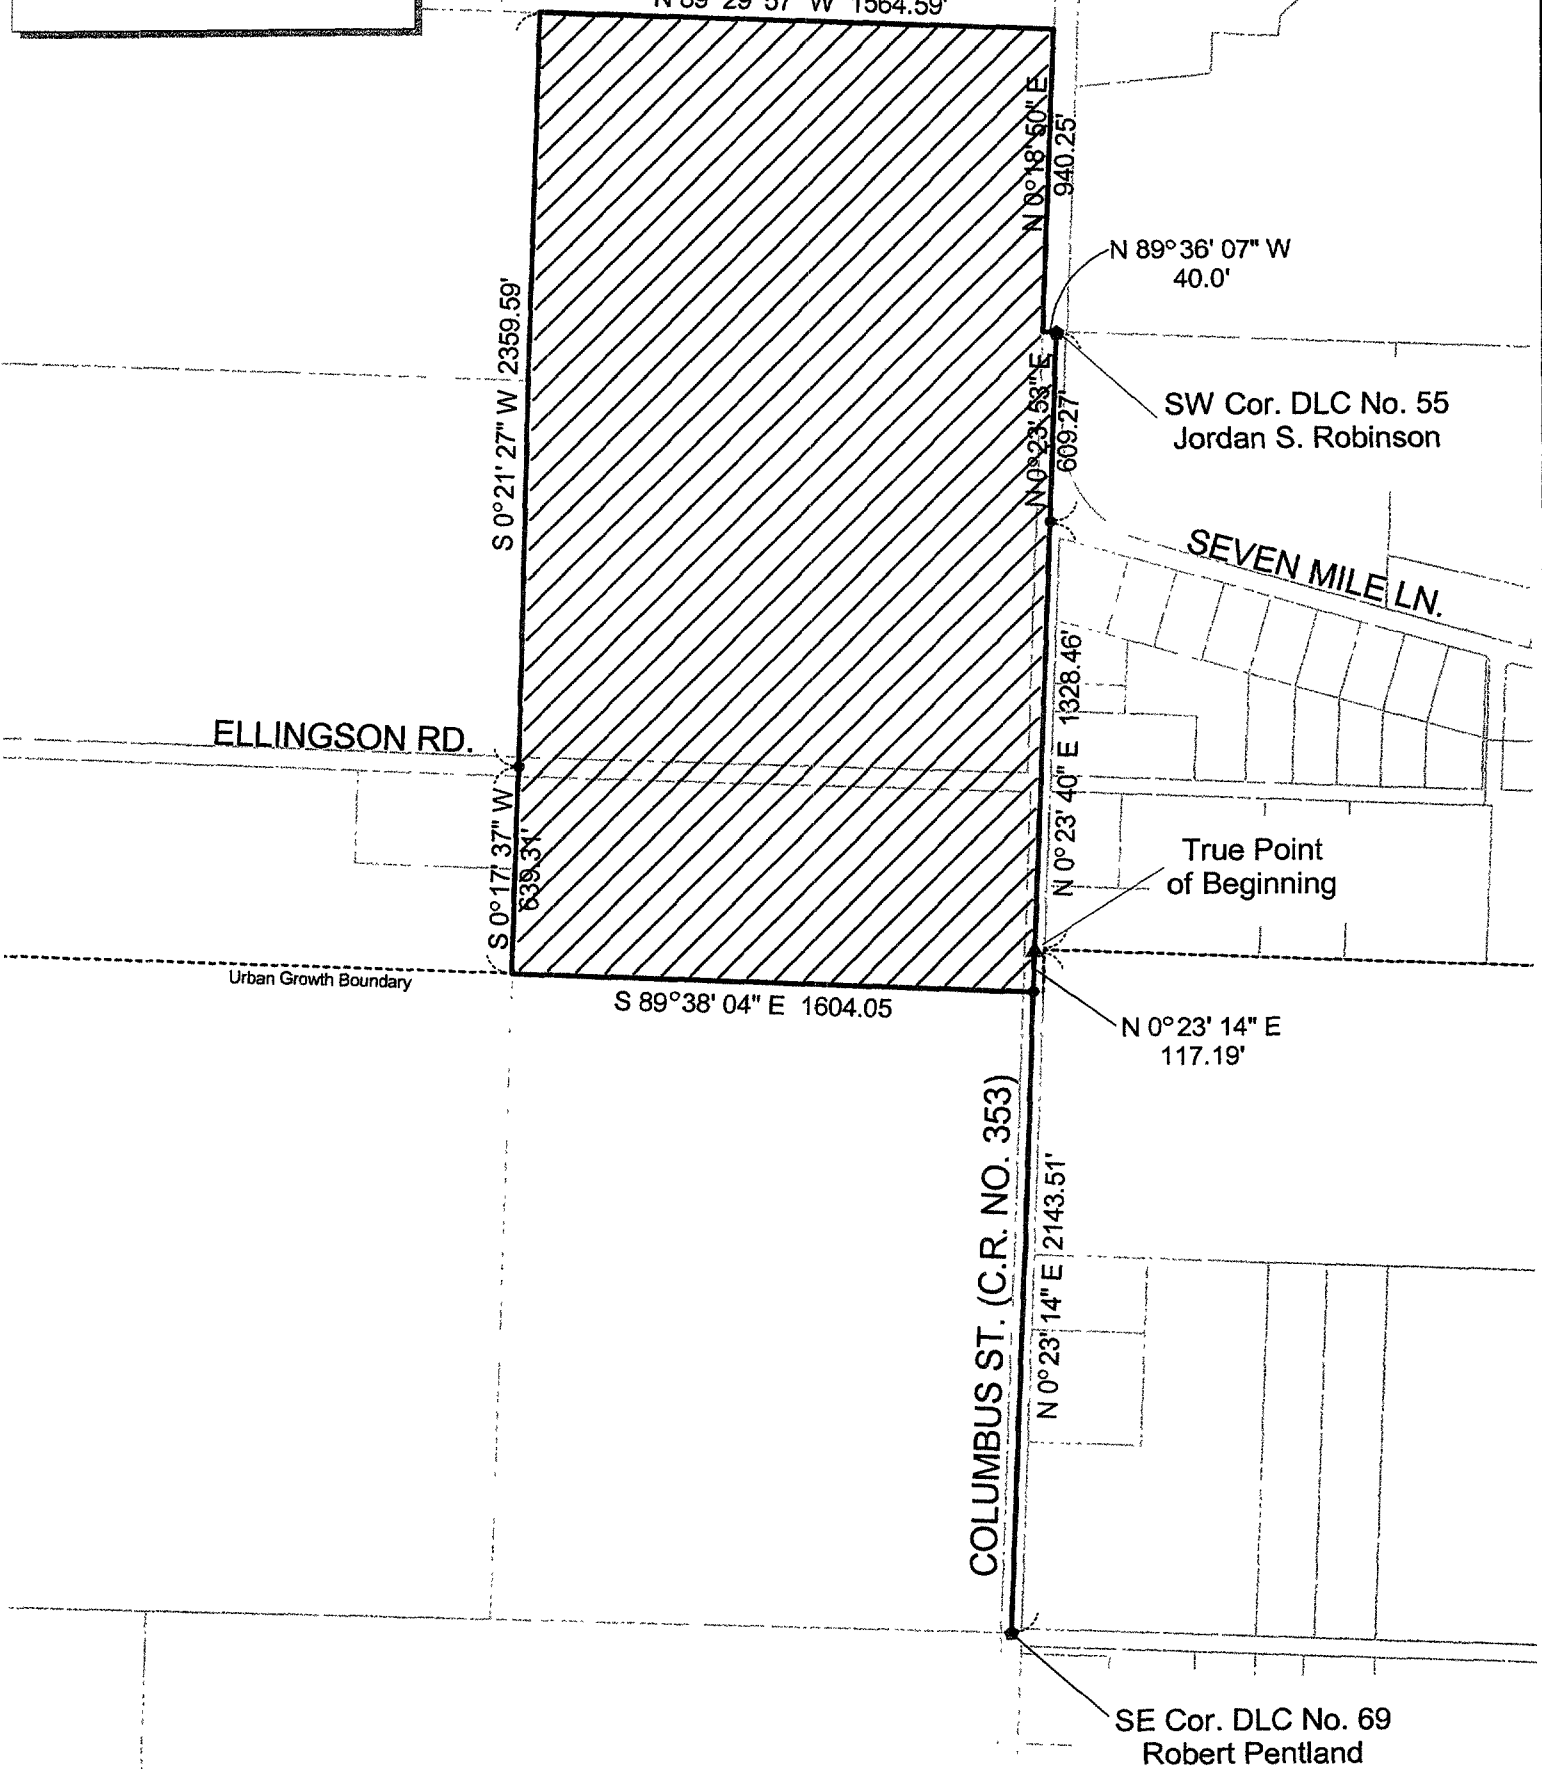 N 89° 29' 57" W 1564.59'
N 0° 18' 50" E
940.25'
N 89° 36' 07" W
40.0'
S 0° 21' 27" W 2359.59'
N 0° 23' 53" E
609.27'
SW Cor. DLC No. 55
Jordan S. Robinson
SEVEN MILE LN.
ELLINGSON RD.
N 0° 23' 40" E 1328.46'
S 0° 17' 37" W
639.31'
True Point
of Beginning
Urban Growth Boundary
S 89° 38' 04" E 1604.05
N 0° 23' 14" E
117.19'
COLUMBUS ST. (C.R. NO. 353)
N 0° 23' 14" E 2143.51'
SE Cor. DLC No. 69
Robert Pentland